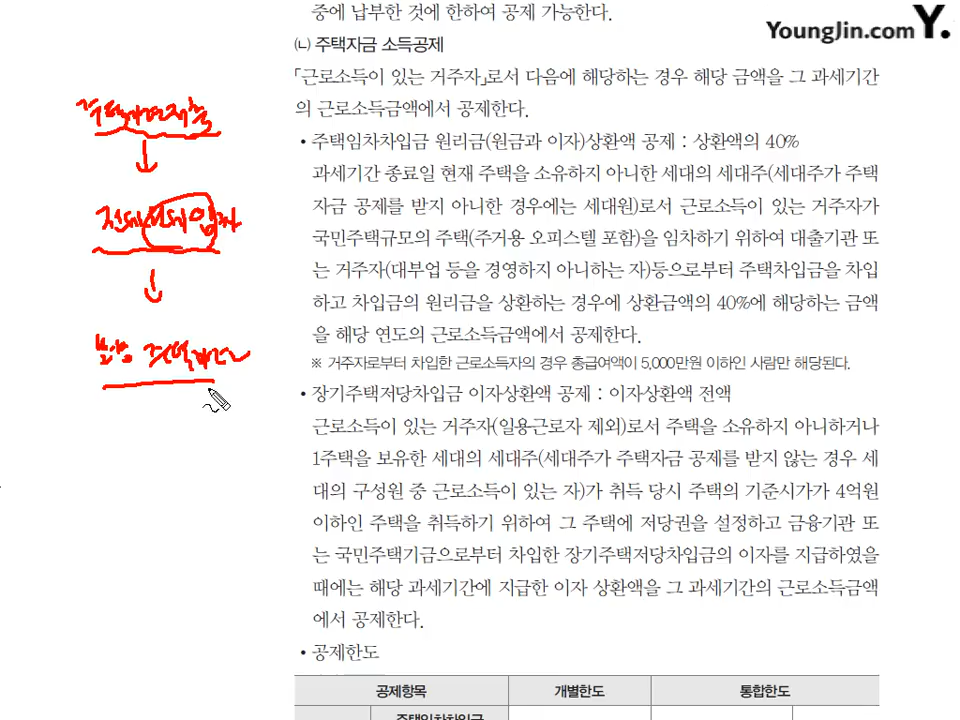 중에 납부한 것에 한하여 공제 가능한다.
YoungJin.com Y.
(ㄴ) 주택자금 소득공제
「근로소득이 있는 거주자」로서 다음에 해당하는 경우 해당 금액을 그 과세기간
의 근로소득금액에서 공제한다.
• 주택임차차입금 원리금(원금과 이자)상환액 공제 : 상환액의 40%
과세기간 종료일 현재 주택을 소유하지 아니한 세대의 세대주(세대주가 주택
자금 공제를 받지 아니한 경우에는 세대원)로서 근로소득이 있는 거주자가
국민주택규모의 주택(주거용 오피스텔 포함)을 임차하기 위하여 대출기관 또
는 거주자(대부업 등을 경영하지 아니하는 자)등으로부터 주택차입금을 차입
하고 차입금의 원리금을 상환하는 경우에 상환금액의 40%에 해당하는 금액
을 해당 연도의 근로소득금액에서 공제한다.
※ 거주자로부터 차입한 근로소득자의 경우 총급여액이 5,000만원 이하인 사람만 해당된다.
• 장기주택저당차입금 이자상환액 공제 : 이자상환액 전액
근로소득이 있는 거주자(일용근로자 제외)로서 주택을 소유하지 아니하거나
1주택을 보유한 세대의 세대주(세대주가 주택자금 공제를 받지 않는 경우 세
대의 구성원 중 근로소득이 있는 자)가 취득 당시 주택의 기준시가가 4억원
이하인 주택을 취득하기 위하여 그 주택에 저당권을 설정하고 금융기관 또
는 국민주택기금으로부터 차입한 장기주택저당차입금의 이자를 지급하였을
때에는 해당 과세기간에 지급한 이자 상환액을 그 과세기간의 근로소득금액
에서 공제한다.
• 공제한도
공제항목 개별한도 통합한도
주택임차차입금